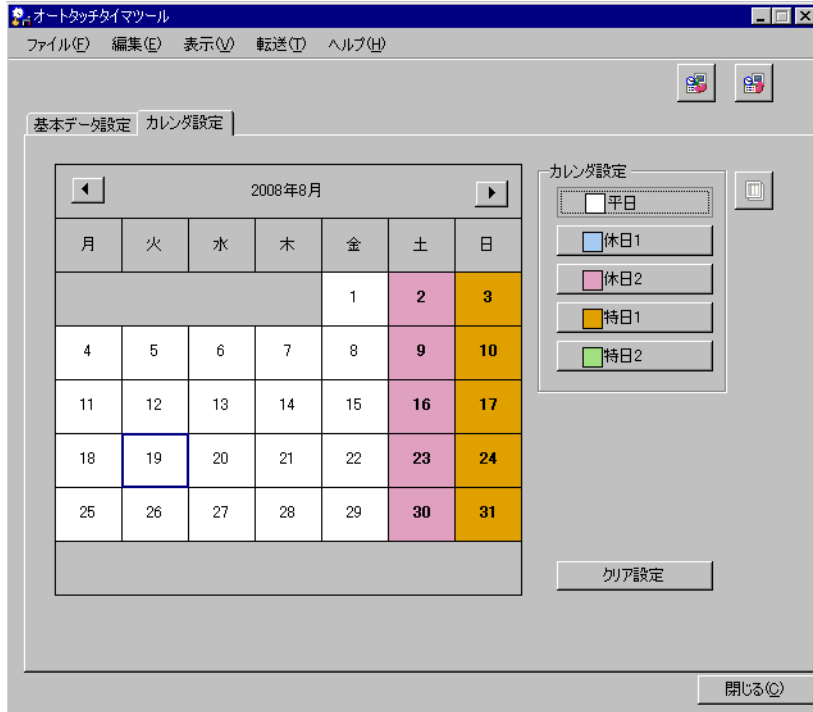 オートタッチタイマツール
ファイル(F) 編集(E) 表示(V) 転送(T) ヘルプ(H)
基本データ設定 カレンダ設定
2008年8月
月 火 水 木 金 土 日
1 2 3
4 5 6 7 8 9 10
11 12 13 14 15 16 17
18 19 20 21 22 23 24
25 26 27 28 29 30 31
カレンダ設定
平日
休日1
休日2
特日1
特日2
クリア設定
閉じる(C)